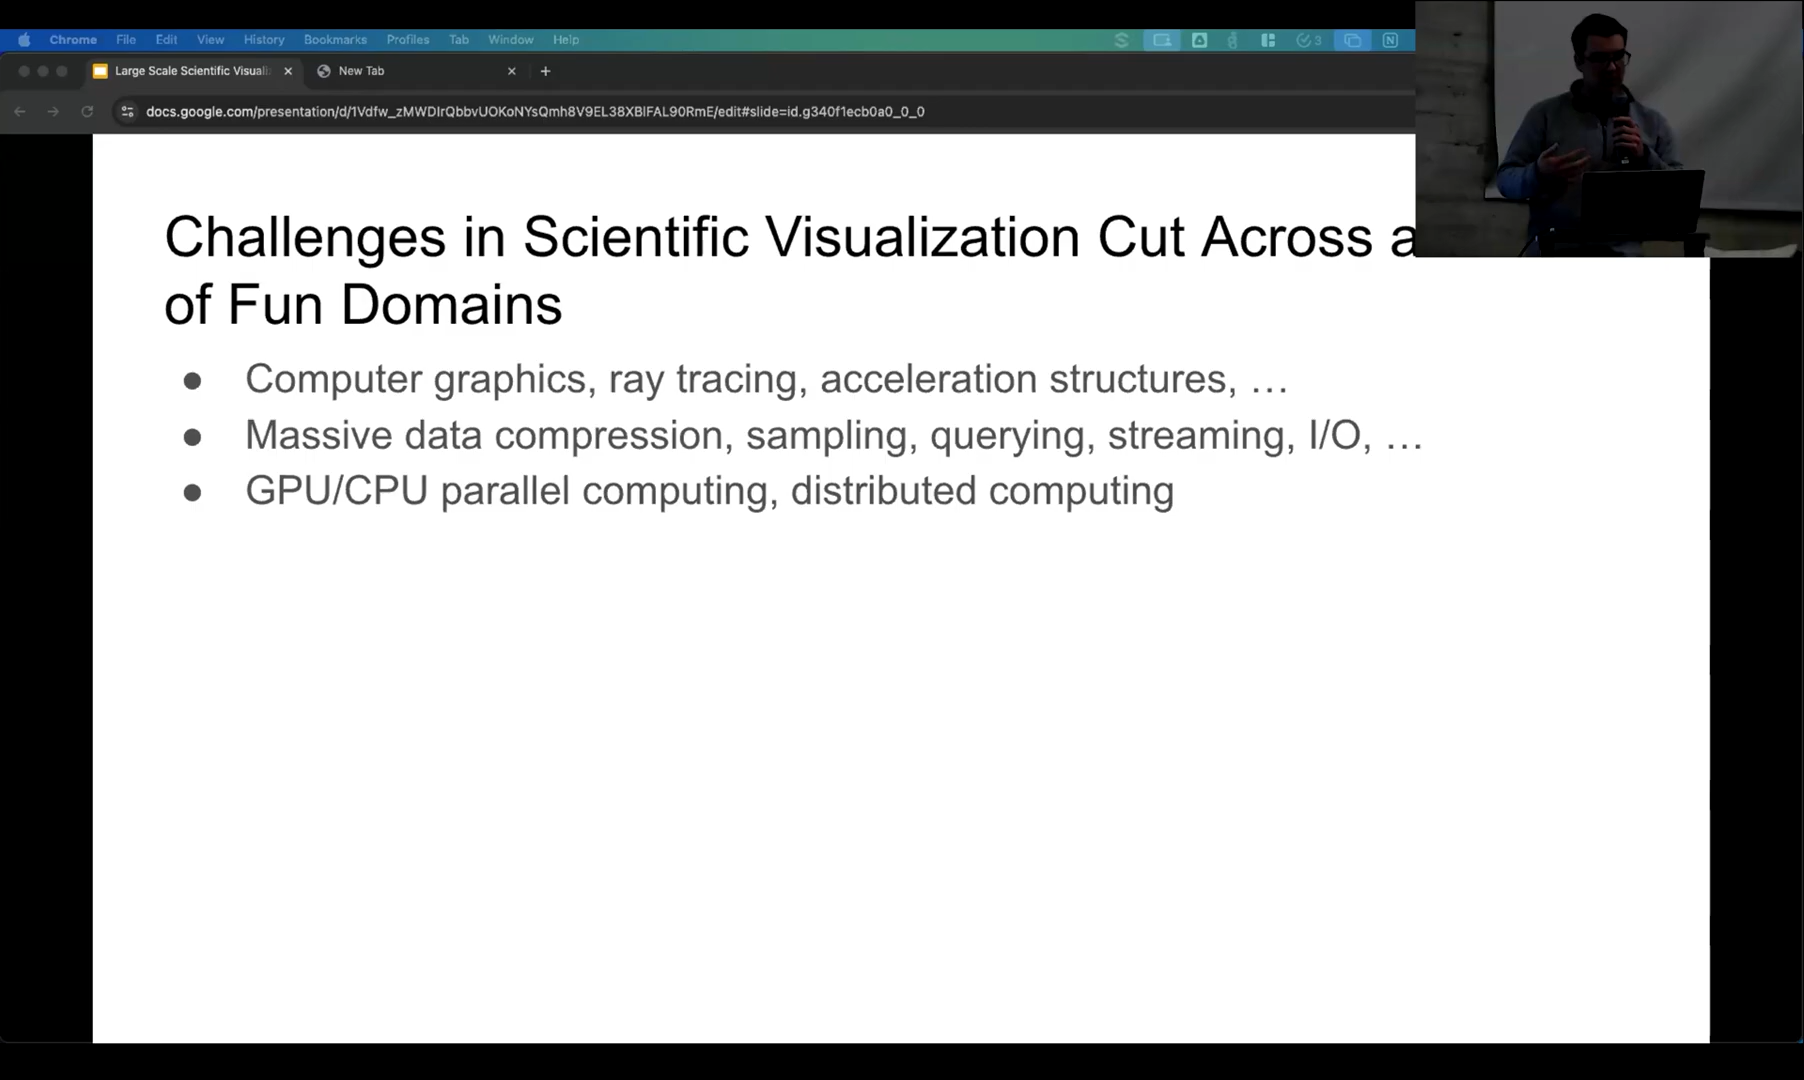 Chrome File Edit View History Bookmarks Profiles Tab Window Help 3
Large Scale Scientific Visuali New Tab
docs.google.com/presentation/d/1Vdfw_zMWDIrQbbvUOKoNYsQmh8V9EL38XBlFAL90RmE/edit#slide=id.g340f1ecb0a0_0_0
Challenges in Scientific Visualization Cut Across a
of Fun Domains
● Computer graphics, ray tracing, acceleration structures, …
● Massive data compression, sampling, querying, streaming, I/O, …
● GPU/CPU parallel computing, distributed computing